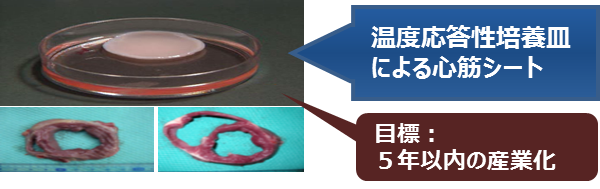 温度応答性培養皿
による心筋シート
目標：
５年以内の産業化